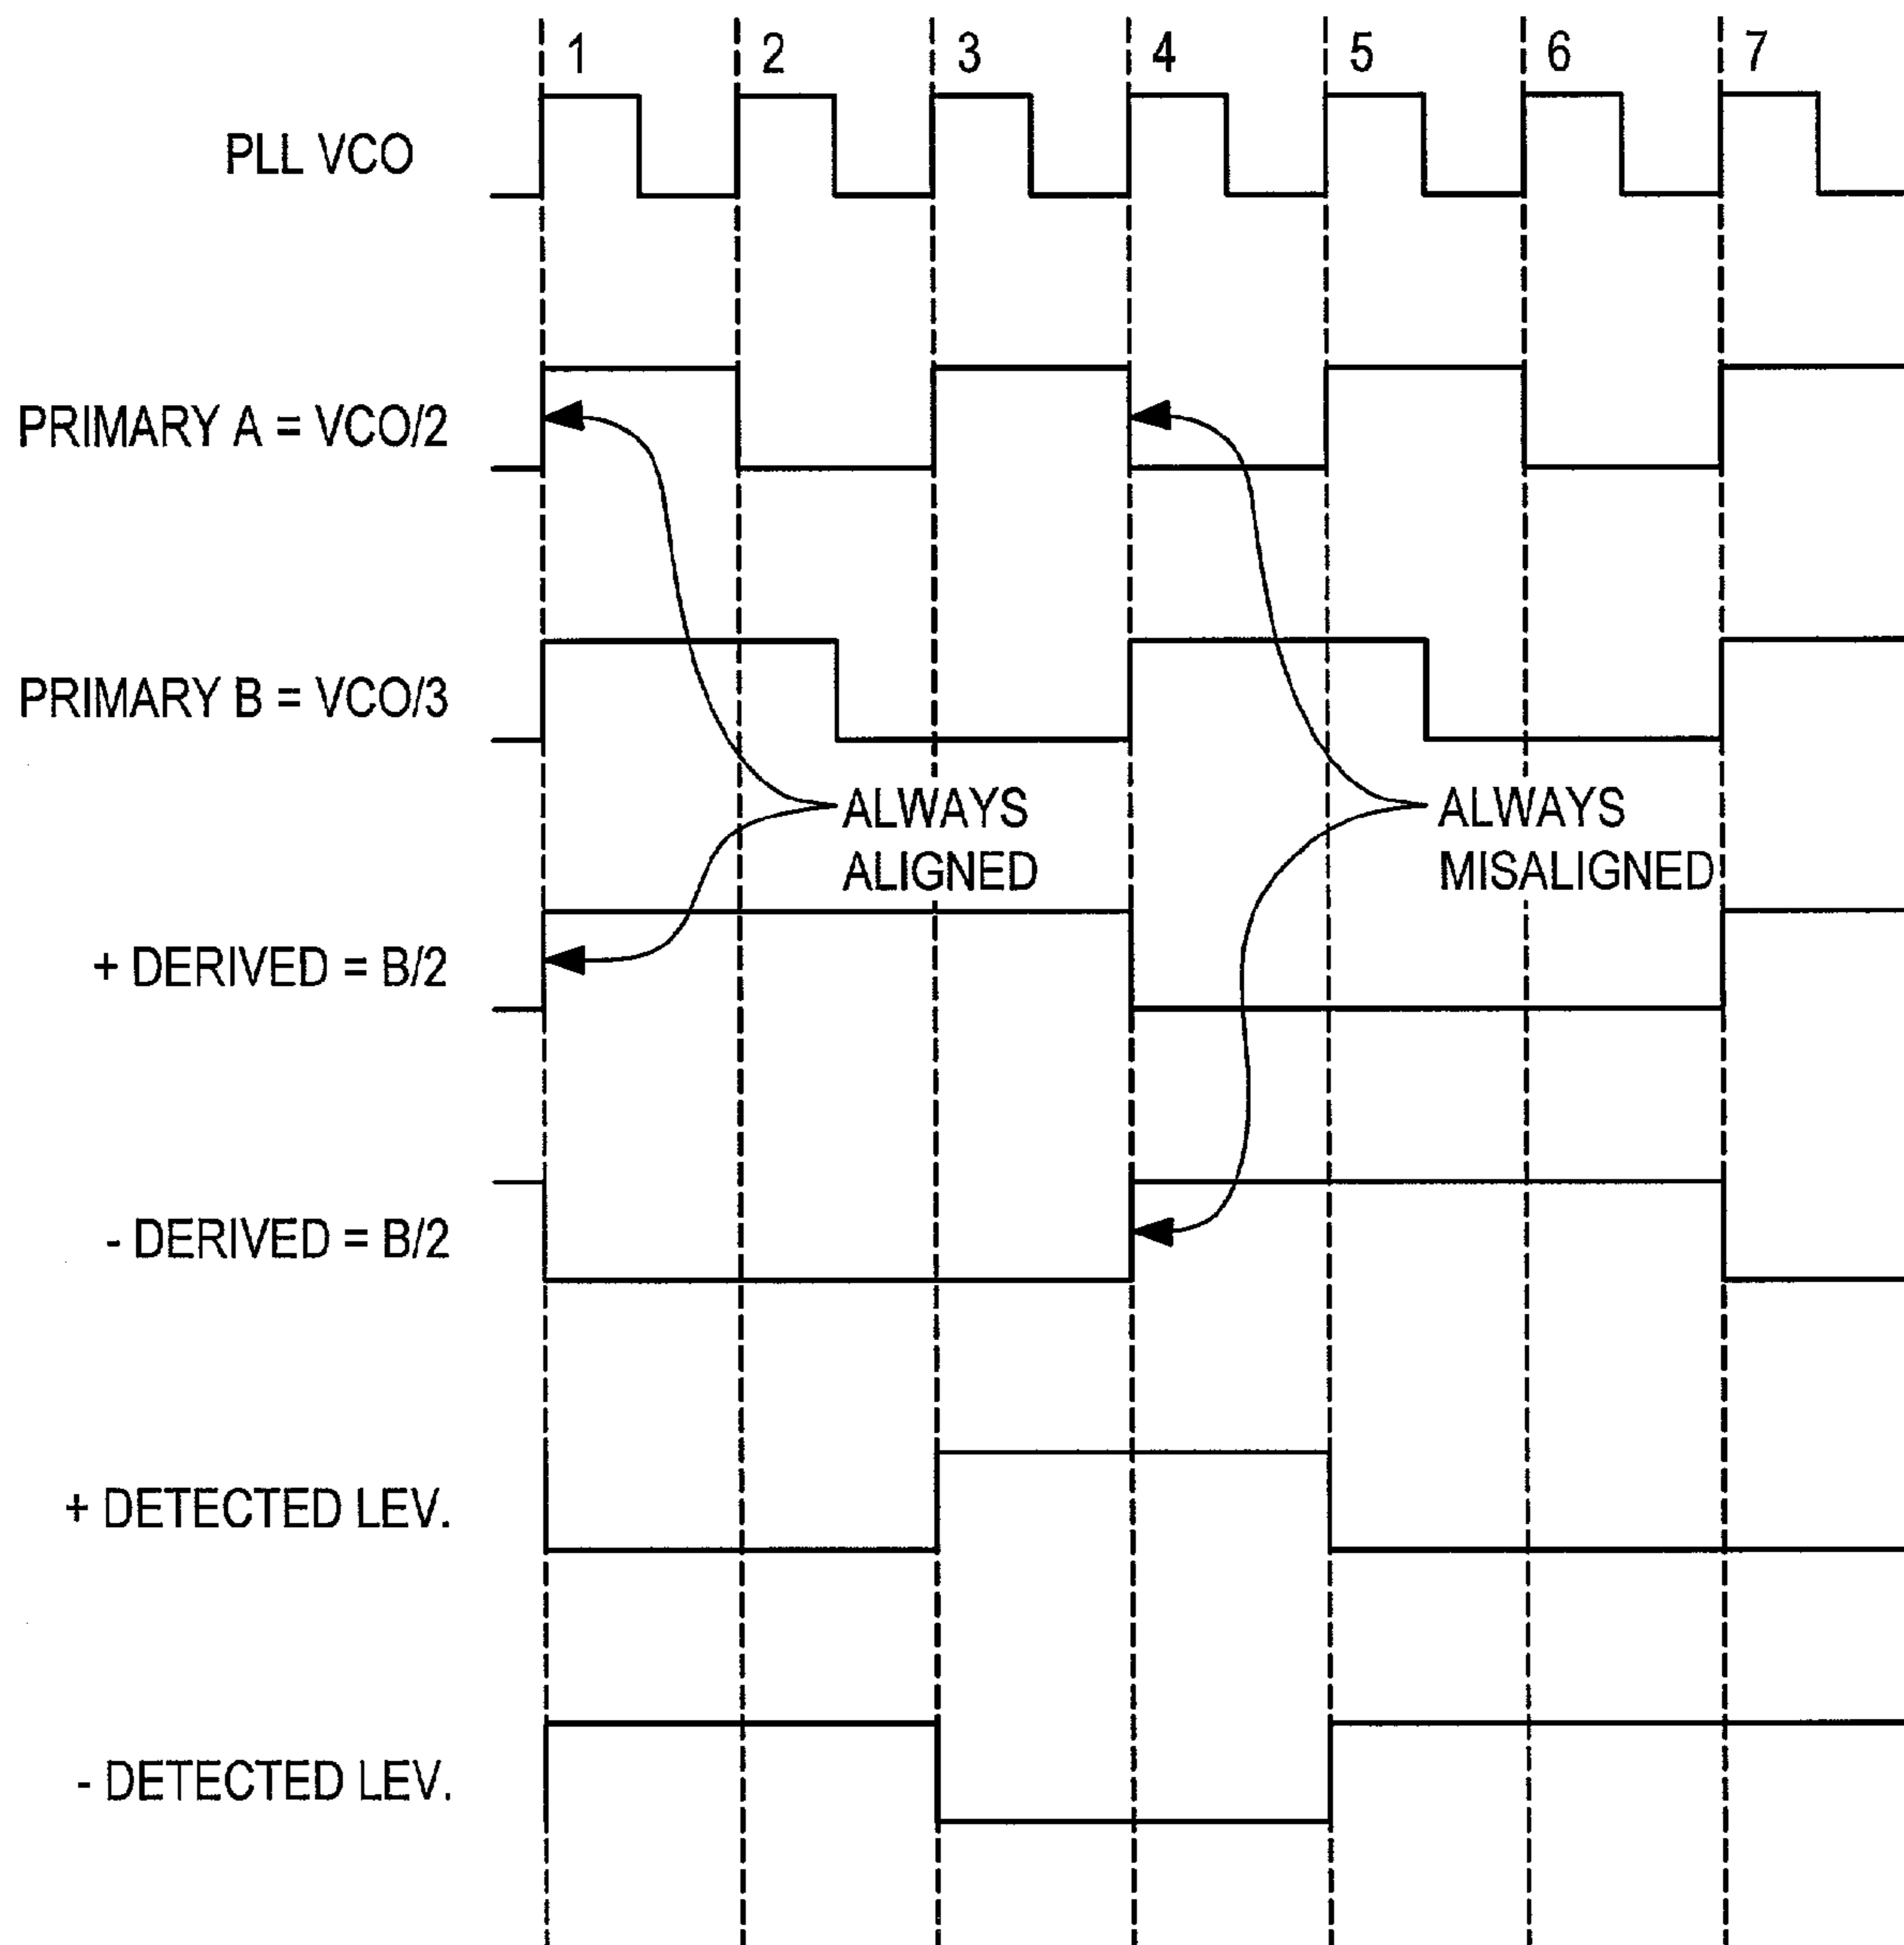 1 2 3 4 5 6 7
PLL VCO
PRIMARY A = VCO/2
PRIMARY B = VCO/3
ALWAYS
ALIGNED
ALWAYS
MISALIGNED
+ DERIVED = B/2
- DERIVED = B/2
+ DETECTED LEV.
- DETECTED LEV.